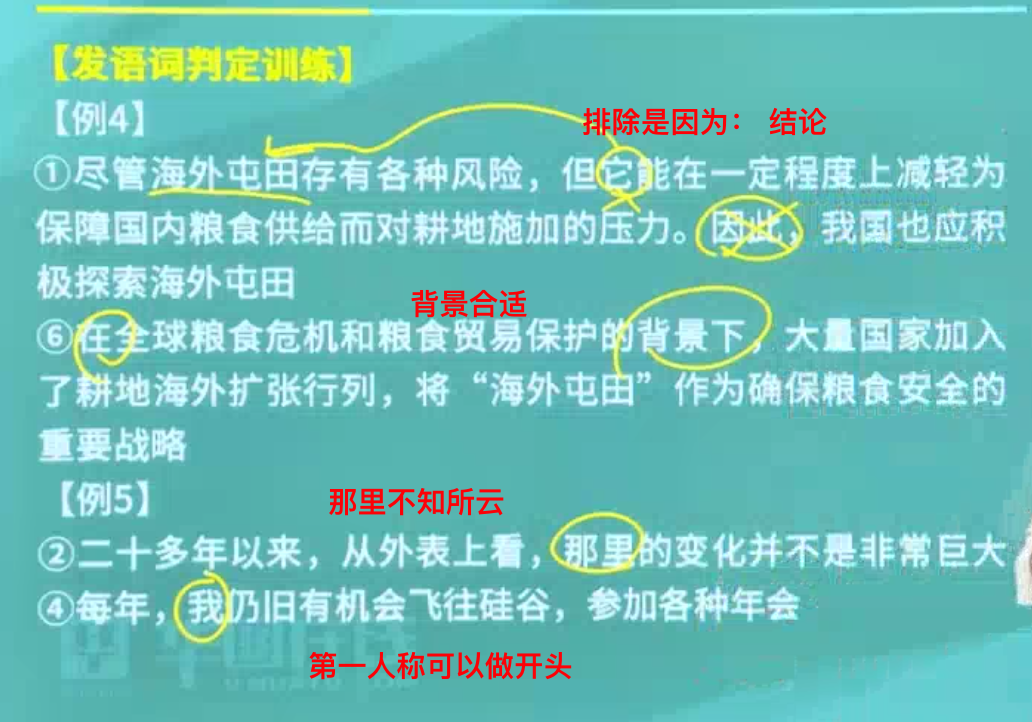 【发语词判定训练】
【例4】
排除是因为： 结论
①尽管海外屯田存有各种风险，但它能在一定程度上减轻为
保障国内粮食供给而对耕地施加的压力。因此，我国也应积
极探索海外屯田
背景合适
⑥在全球粮食危机和粮食贸易保护的背景下，大量国家加入
了耕地海外扩张行列，将“海外屯田”作为确保粮食安全的
重要战略
【例5】
那里不知所云
②二十多年以来，从外表上看，那里的变化并不是非常巨大
④每年，我仍旧有机会飞往硅谷，参加各种年会
第一人称可以做开头